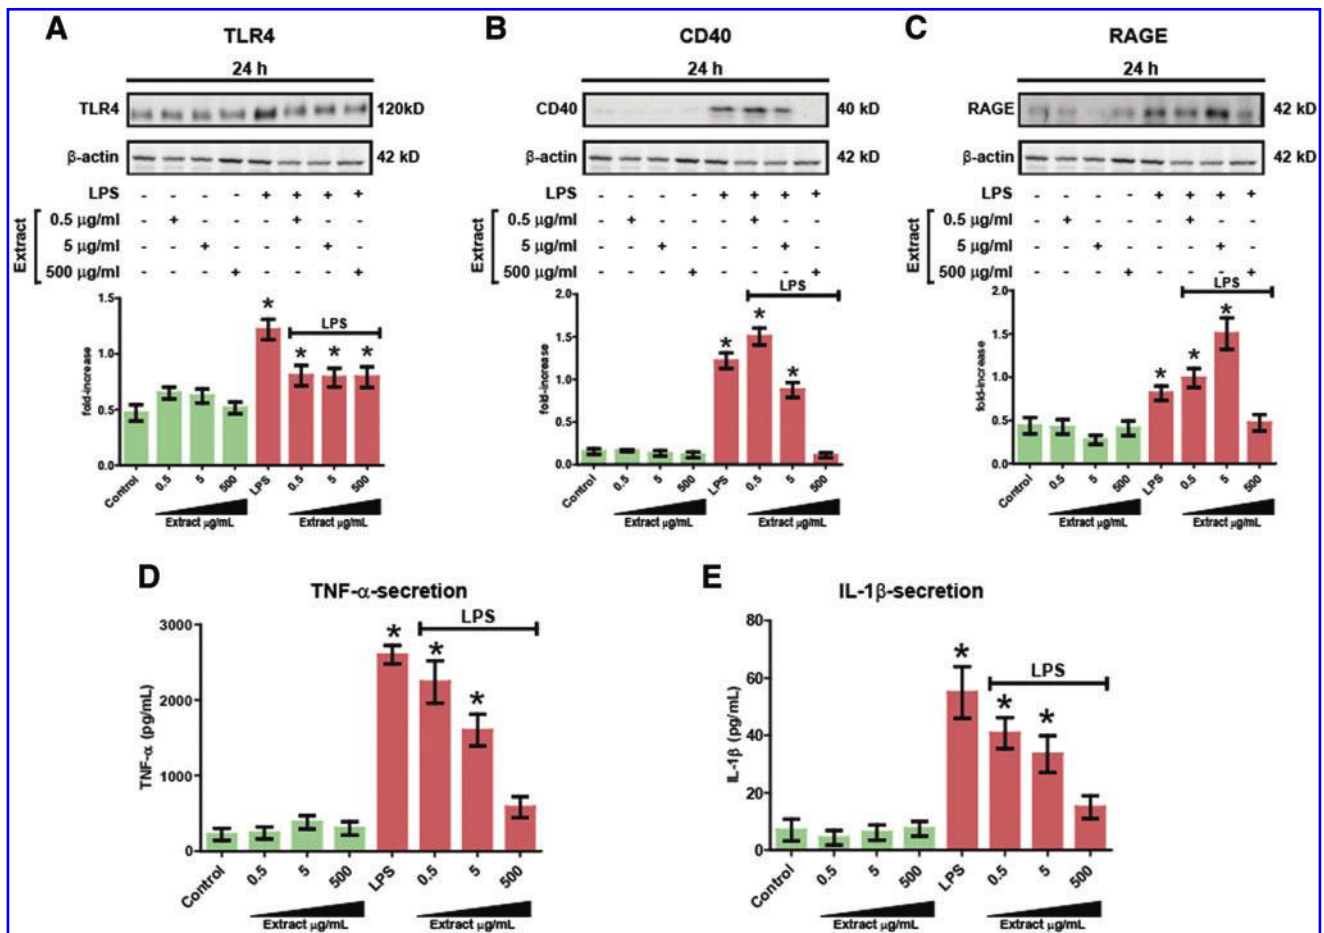 A
TLR4
24 h
TLR4
120kD
β-actin
42 kD
LPS - - - - + + + +
Extract
0.5 µg/ml - + - - - + - -
5 µg/ml - - + - - - + -
500 µg/ml - - - + - - - +
fold-increase
1.5
1.0
0.5
0.0
*
LPS
* * *
Control 0.5 5 500 LPS 0.5 5 500
Extract µg/mL Extract µg/mL
B
CD40
24 h
CD40
40 kD
β-actin
42 kD
LPS - - - - + + + +
Extract
0.5 µg/ml - + - - - + - -
5 µg/ml - - + - - - + -
500 µg/ml - - - + - - - +
fold-increase
2.0
1.5
1.0
0.5
0.0
LPS
* * *
Control 0.5 5 500 LPS 0.5 5 500
Extract µg/mL Extract µg/mL
C
RAGE
24 h
RAGE
42 kD
β-actin
42 kD
LPS - - - - + + + +
Extract
0.5 µg/ml - + - - - + - -
5 µg/ml - - + - - - + -
500 µg/ml - - - + - - - +
fold-increase
2.0
1.5
1.0
0.5
0.0
LPS
* * *
Control 0.5 5 500 LPS 0.5 5 500
Extract µg/mL Extract µg/mL
D
TNF-α-secretion
TNF-α (pg/mL)
3000
2000
1000
0
LPS
* * *
Control 0.5 5 500 LPS 0.5 5 500
Extract µg/mL Extract µg/mL
E
IL-1β-secretion
IL-1β (pg/mL)
80
60
40
20
0
LPS
* * *
Control 0.5 5 500 LPS 0.5 5 500
Extract µg/mL Extract µg/mL